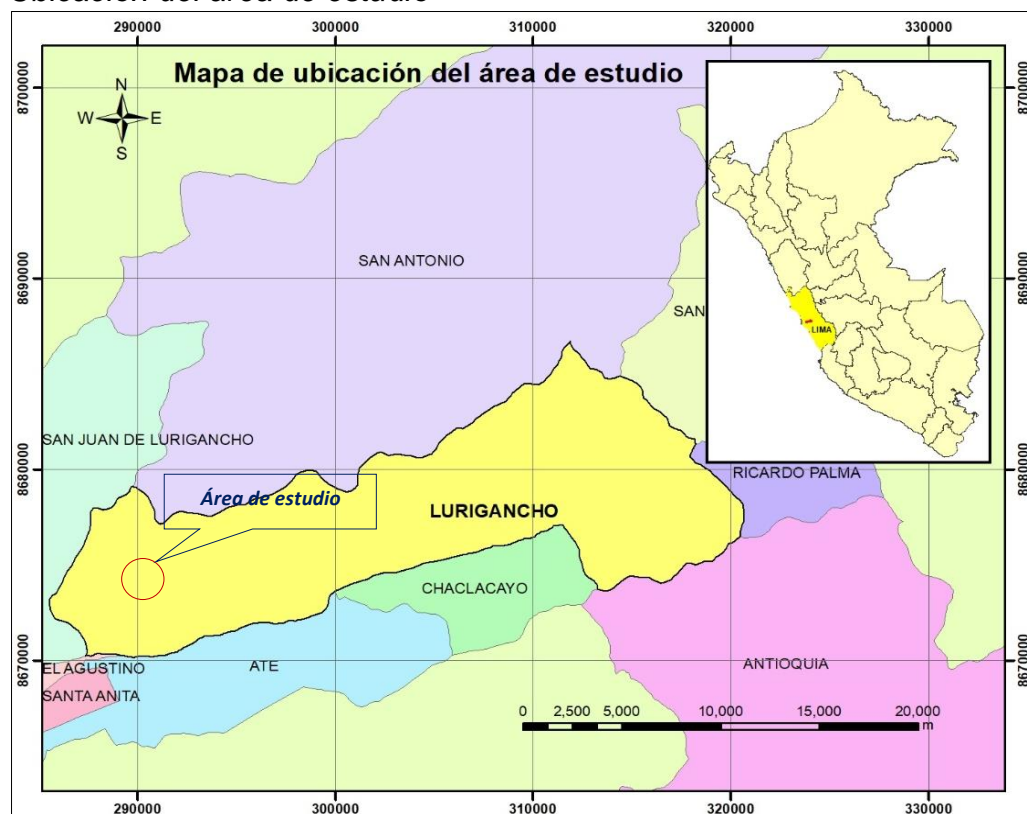 Ubicación del área de estudio
290000 300000 310000 320000 330000
Mapa de ubicación del área de estudio
N
W E
S
8700000 8700000
SAN ANTONIO
8690000 8690000
SAN
LIMA
SAN JUAN DE LURIGANCHO
8680000 8680000
RICARDO PALMA
Área de estudio
LURIGANCHO
CHACLACAYO
EL AGUSTINO
ATE
ANTIOQUIA
8670000 8670000
SANTA ANITA
0 2,500 5,000 10,000 15,000 20,000
m
290000 300000 310000 320000 330000